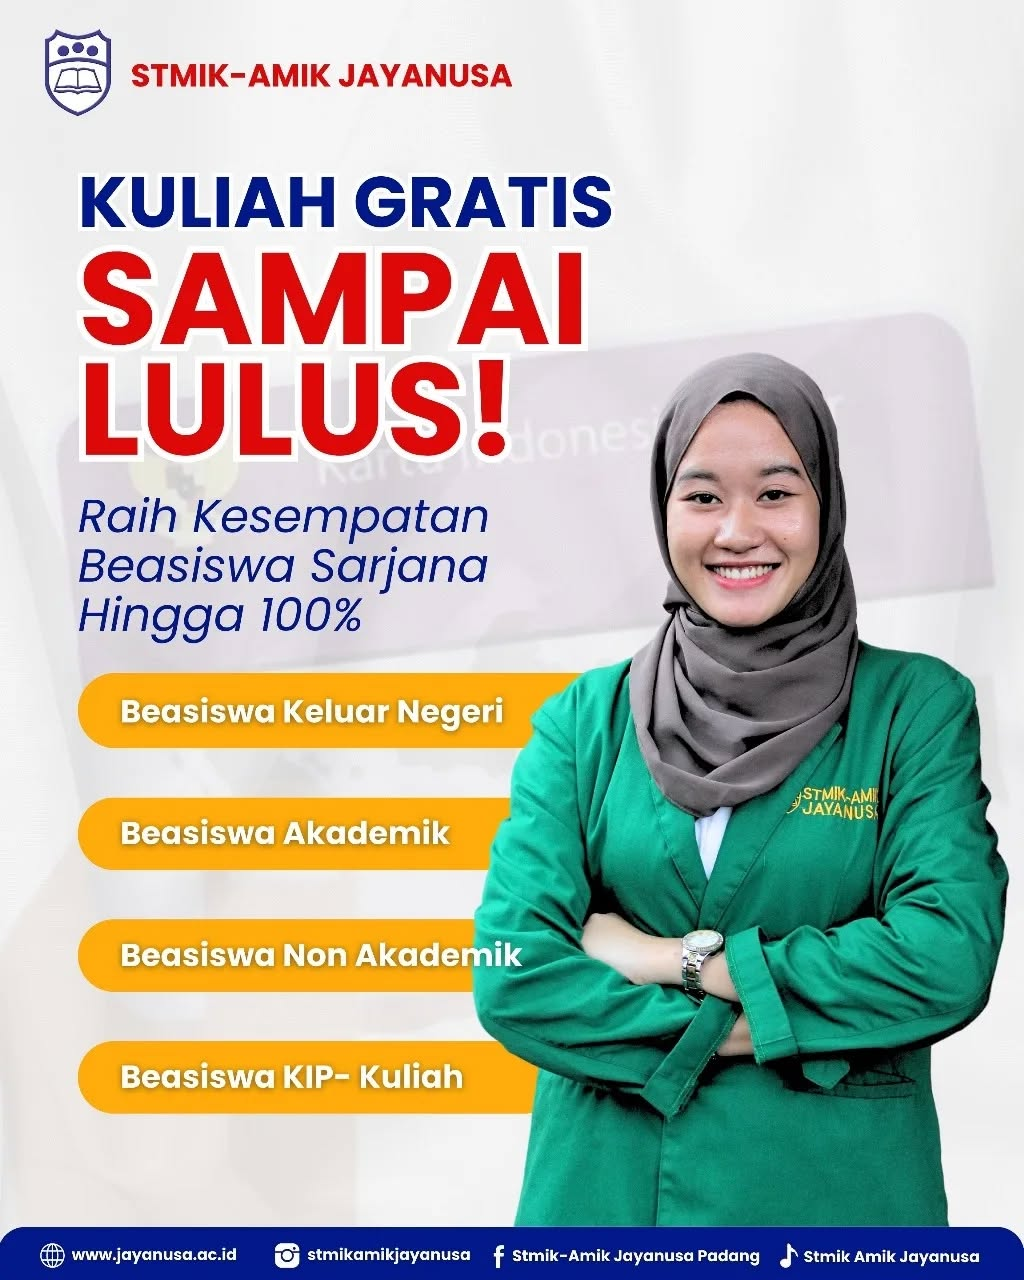 STMIK-AMIK JAYANUSA
KULIAH GRATIS
SAMPAI
LULUS!
Kartu Indonesia
Raih Kesempatan
Beasiswa Sarjana
Hingga 100%
Beasiswa Keluar Negeri
Beasiswa Akademik
Beasiswa Non Akademik
Beasiswa KIP- Kuliah
STMIK-AMIK
JAYANUSA
www.jayanusa.ac.id
stmikamikjayanusa
Stmik-Amik Jayanusa Padang
Stmik Amik Jayanusa